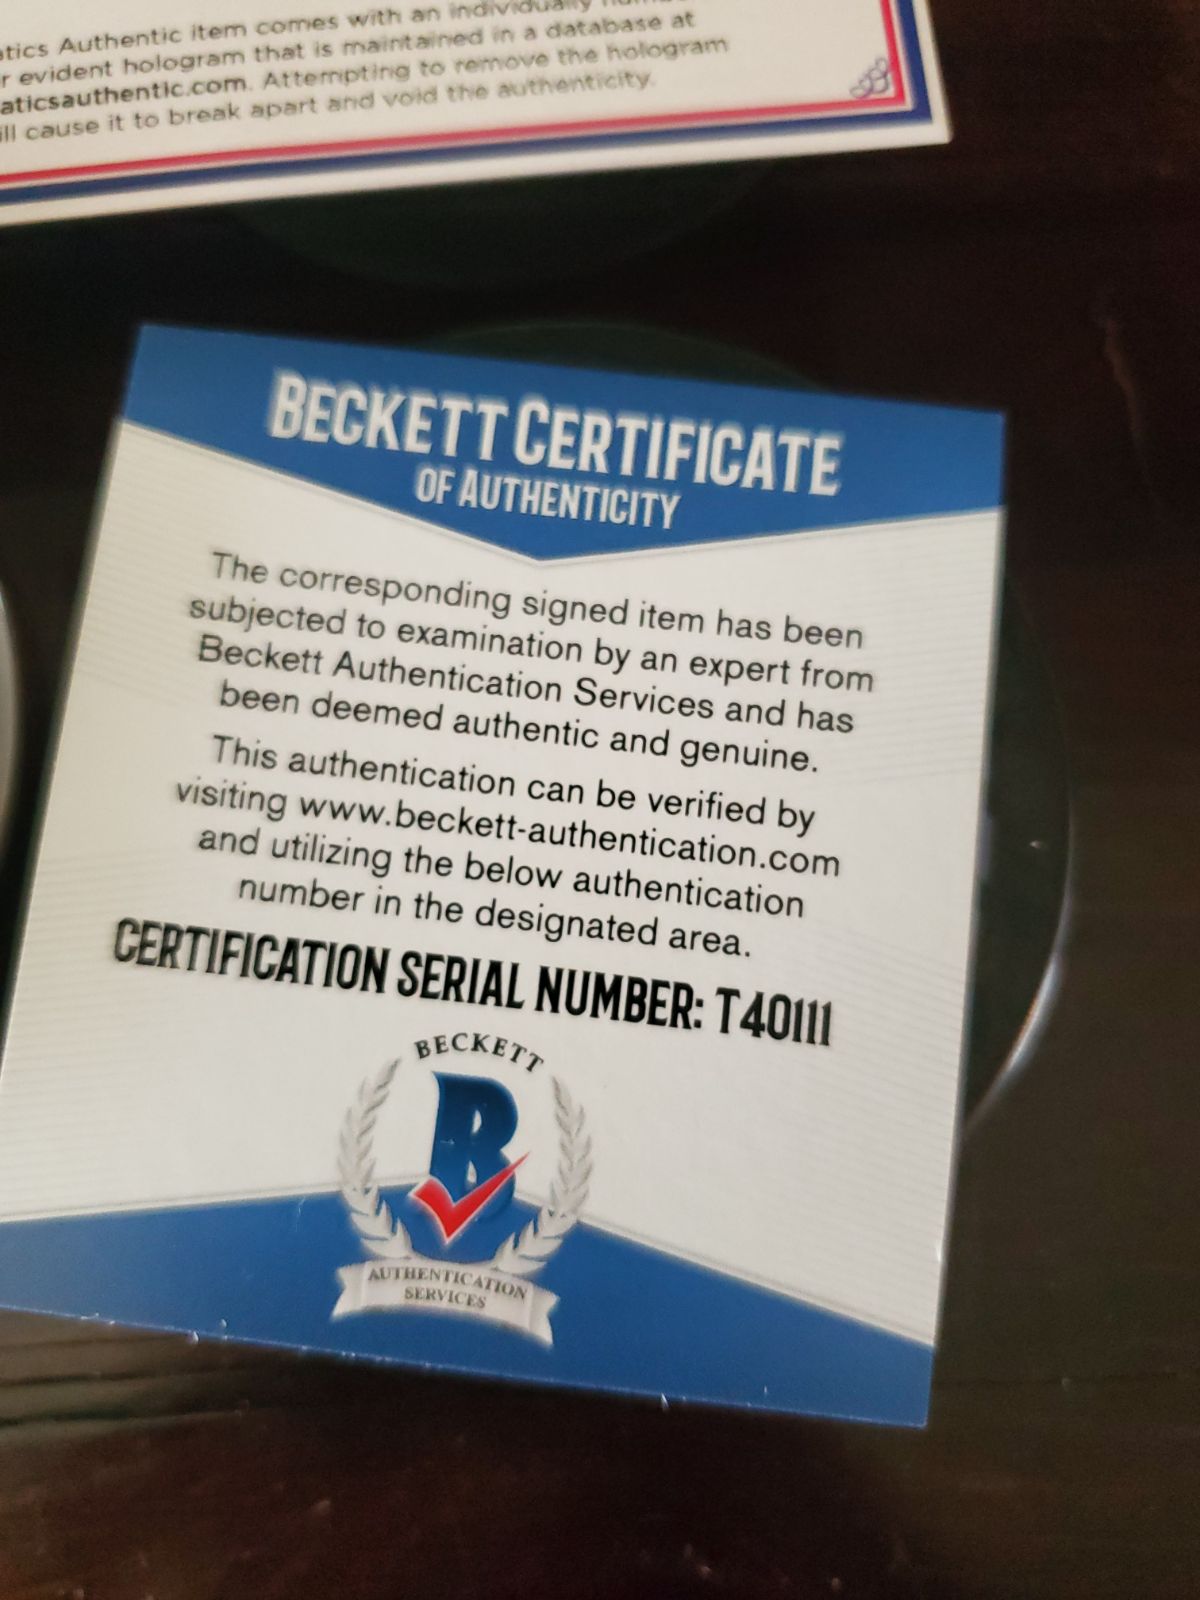 atics Authentic item comes with an individually
r evident hologram that is maintained in a database at
aticsauthentic.com. Attempting to remove the hologram
ill cause it to break apart and void the authenticity.
BECKETT CERTIFICATE
OF AUTHENTICITY
The corresponding signed item has been
subjected to examination by an expert from
Beckett Authentication Services and has
been deemed authentic and genuine.
This authentication can be verified by
visiting www.beckett-authentication.com
and utilizing the below authentication
number in the designated area.
CERTIFICATION SERIAL NUMBER: T40111
BECKETT
B
AUTHENTICATION
SERVICES